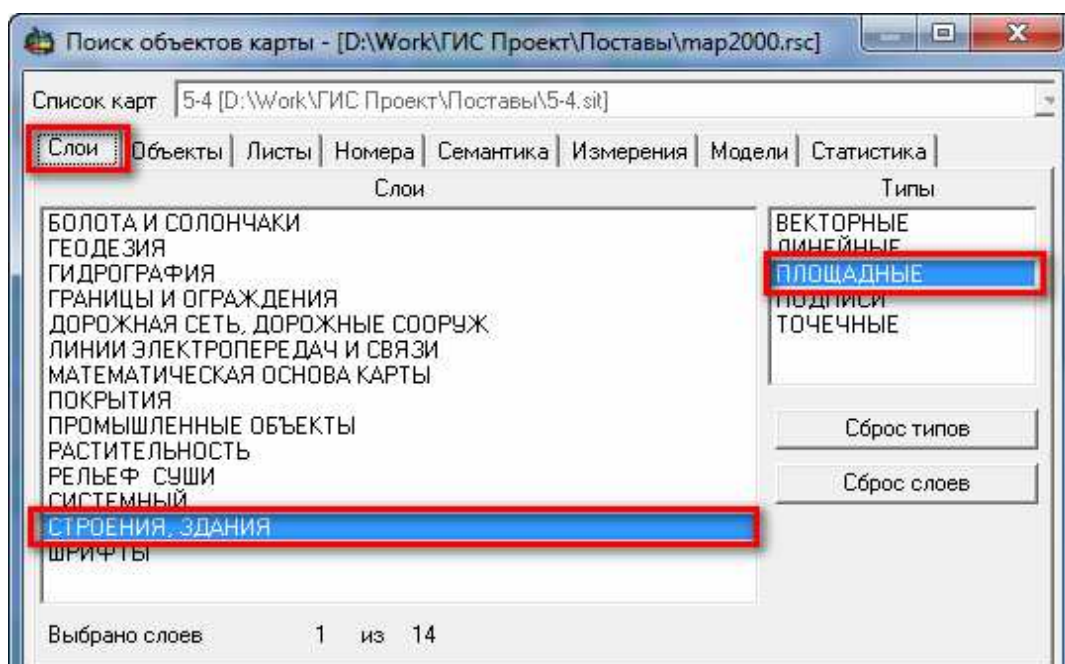 Поиск объектов карты - [D:\Work\ГИС Проект\Поставы\map2000.rsc]
Список карт 5-4 [D:\Work\ГИС Проект\Поставы\5-4.sit]
Слои Объекты Листы Номера Семантика Измерения Модели Статистика
Слои
БОЛОТА И СОЛОНЧАКИ
ГЕОДЕЗИЯ
ГИДРОГРАФИЯ
ГРАНИЦЫ И ОГРАЖДЕНИЯ
ДОРОЖНАЯ СЕТЬ, ДОРОЖНЫЕ СООРУЖ
ЛИНИИ ЭЛЕКТРОПЕРЕДАЧ И СВЯЗИ
МАТЕМАТИЧЕСКАЯ ОСНОВА КАРТЫ
ПОКРЫТИЯ
ПРОМЫШЛЕННЫЕ ОБЪЕКТЫ
РАСТИТЕЛЬНОСТЬ
РЕЛЬЕФ СУШИ
СИСТЕМНЫЙ
СТРОЕНИЯ, ЗДАНИЯ
ШРИФТЫ
Типы
ВЕКТОРНЫЕ
ЛИНЕЙНЫЕ
ПЛОЩАДНЫЕ
ПОДПИСИ
ТОЧЕЧНЫЕ
Сброс типов
Сброс слоев
Выбрано слоев 1 из 14